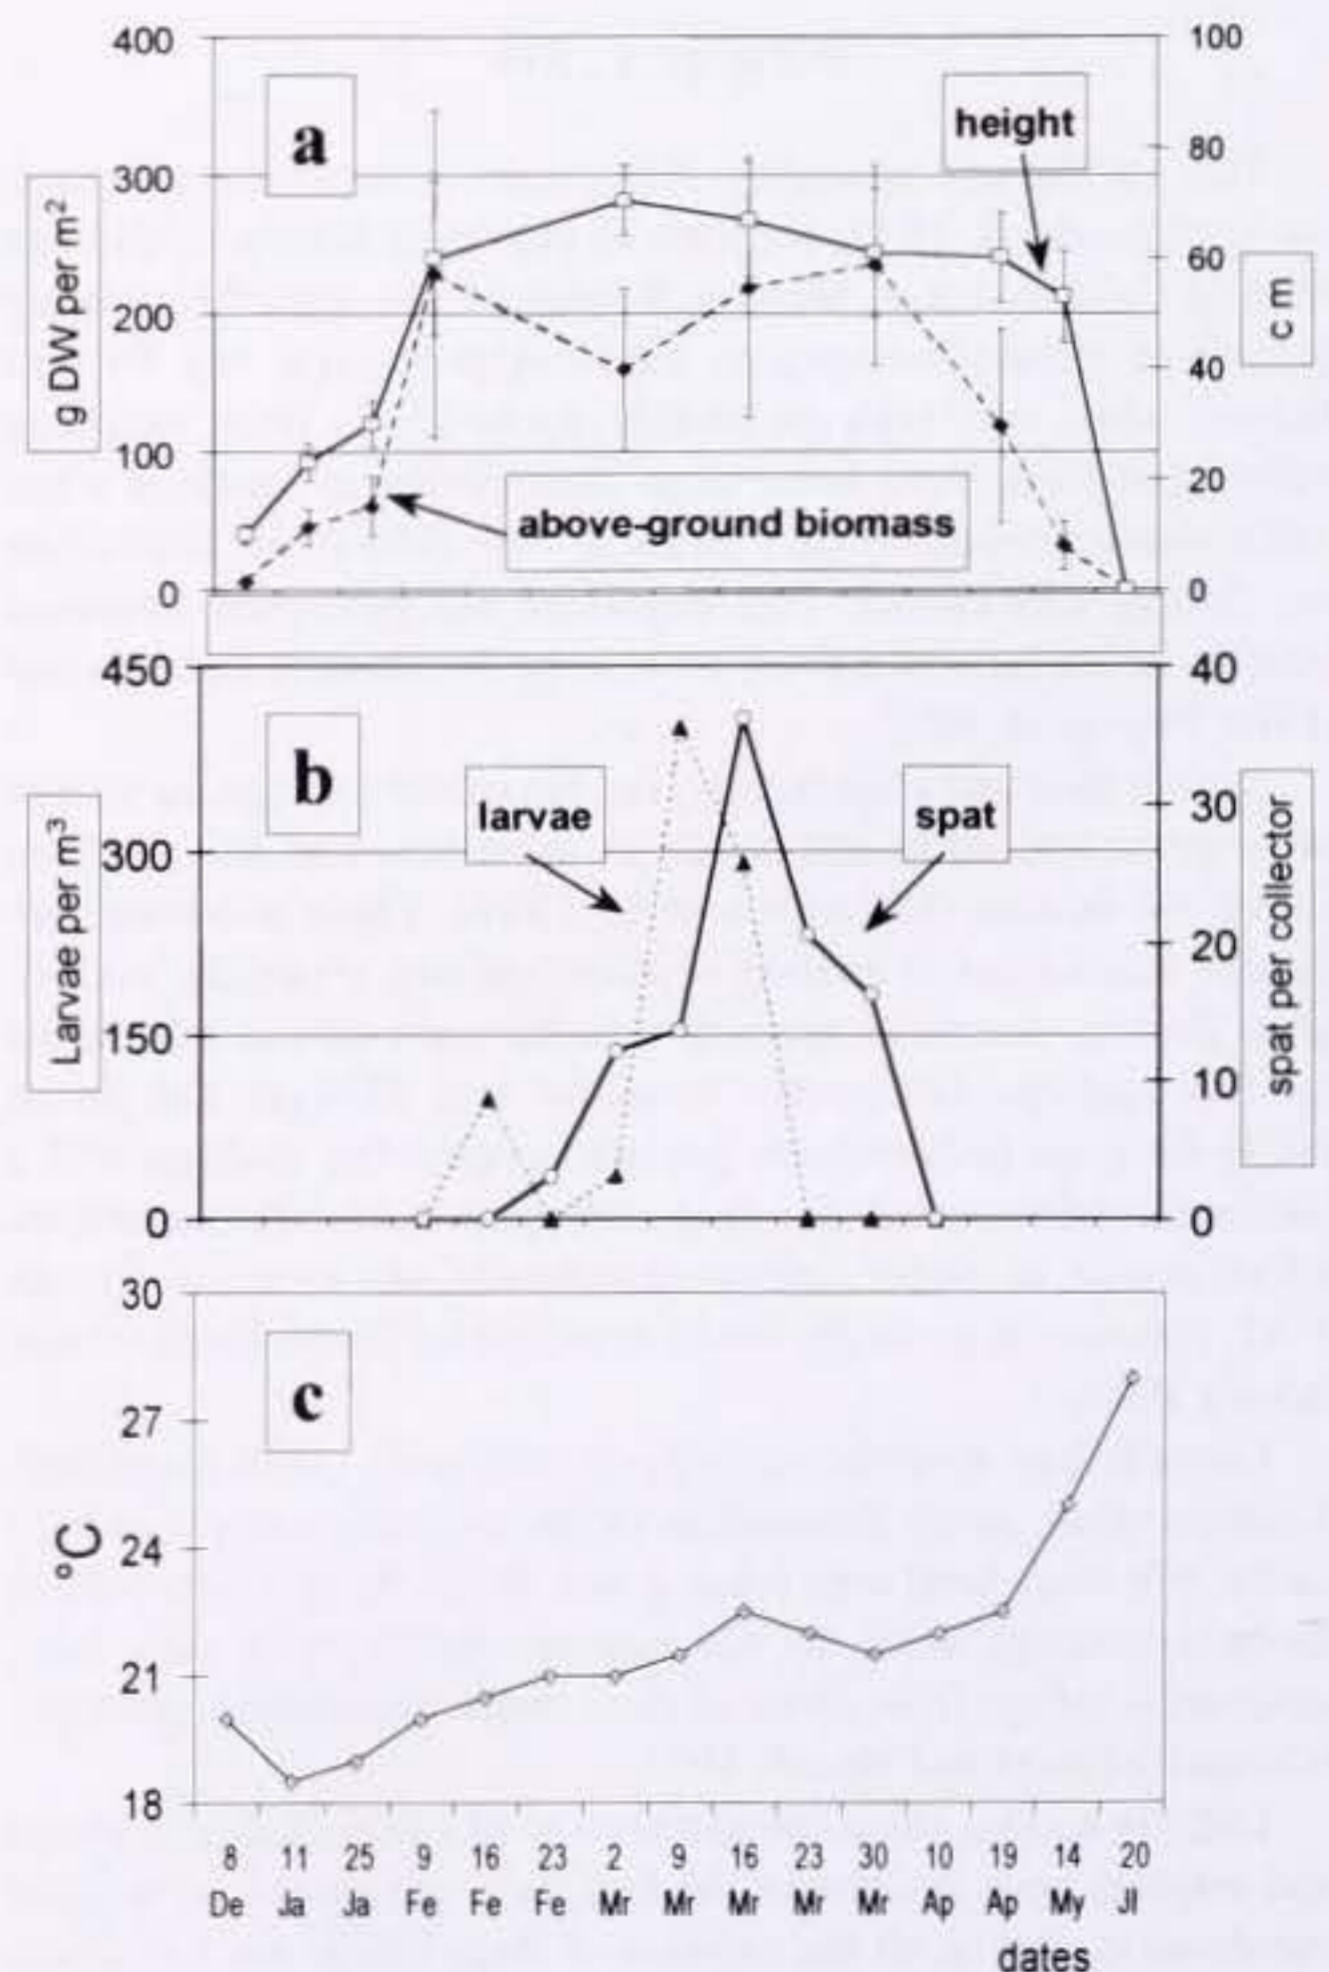 400
300
200
100
0
g DW per m²
a
height
above-ground biomass
100
80
60
40
20
0
c m
450
300
150
0
Larvae per m³
b
larvae
spat
40
30
20
10
0
spat per collector
30
27
24
21
18
°C
c
8 11 25 9 16 23 2 9 16 23 30 10 19 14 20
De Ja Ja Fe Fe Fe Mr Mr Mr Mr Mr Ap Ap My Jl
dates